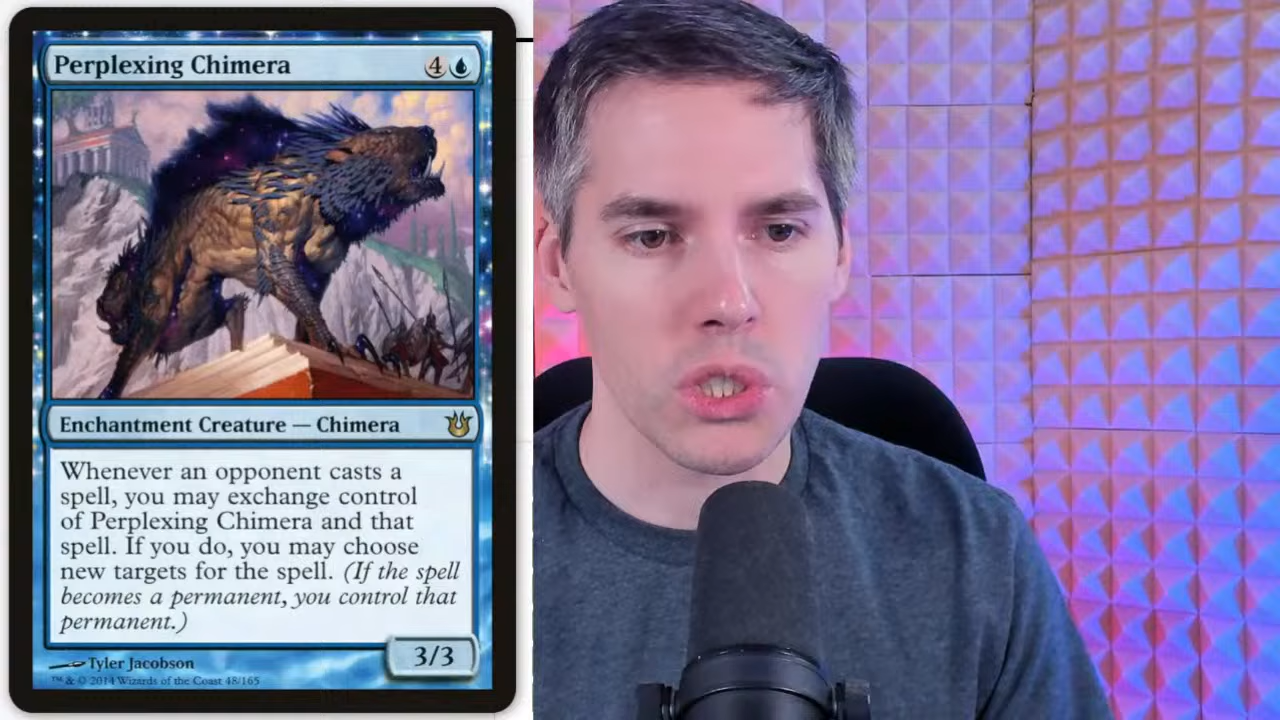 Perplexing Chimera 4
Enchantment Creature — Chimera
Whenever an opponent casts a
spell, you may exchange control
of Perplexing Chimera and that
spell. If you do, you may choose
new targets for the spell. (If the spell
becomes a permanent, you control that
permanent.)
3/3
Tyler Jacobson
™ & © 2014 Wizards of the Coast 48/165